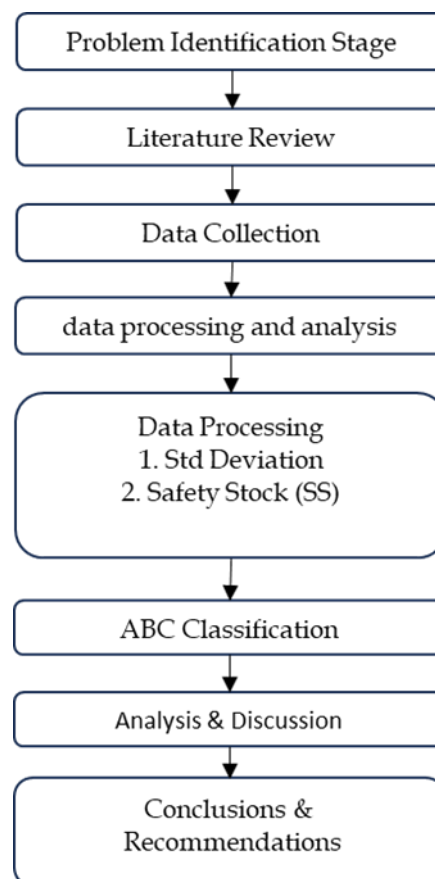 Problem Identification Stage
Literature Review
Data Collection
data processing and analysis
Data Processing
1. Std Deviation
2. Safety Stock (SS)
ABC Classification
Analysis & Discussion
Conclusions &
Recommendations